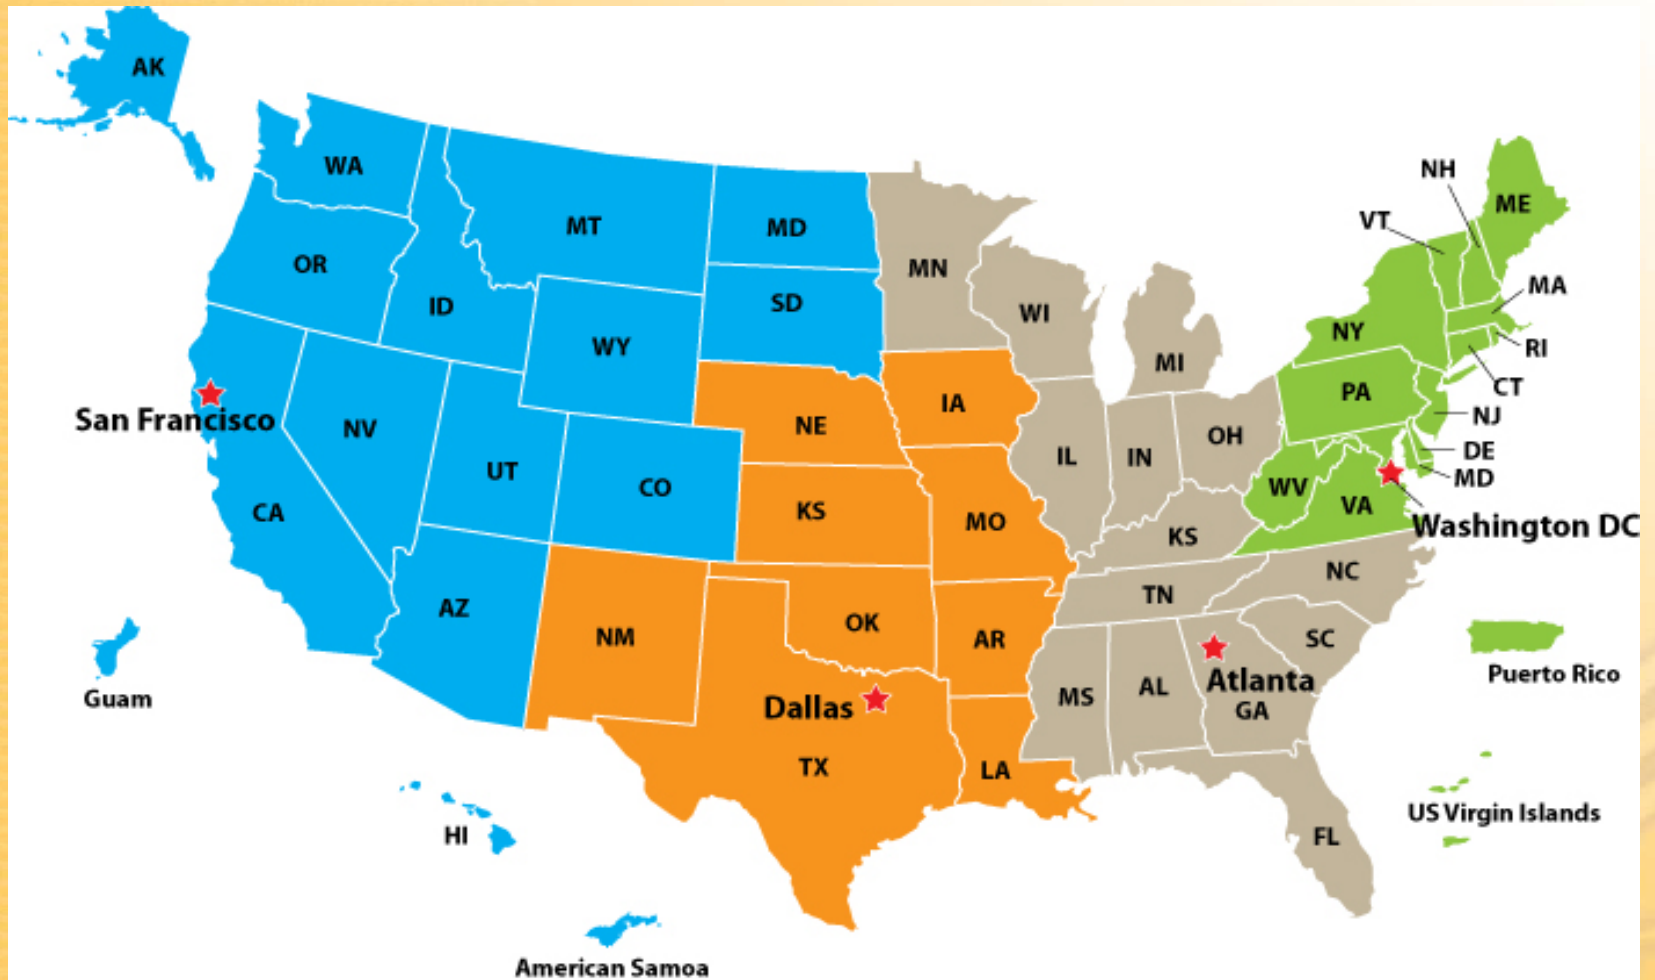 AK
WA
MT
MD
OR
ID
SD
WY
MN
WI
MI
NH
ME
VT
MA
NY
RI
CT
PA
NJ
DE
MD
San Francisco
NV
UT
CO
CA
NE
IA
KS
MO
IL
IN
OH
WV
VA
Washington DC
KS
NC
TN
AZ
NM
OK
AR
SC
Atlanta
GA
Dallas
TX
LA
MS
AL
FL
Puerto Rico
US Virgin Islands
Guam
HI
American Samoa